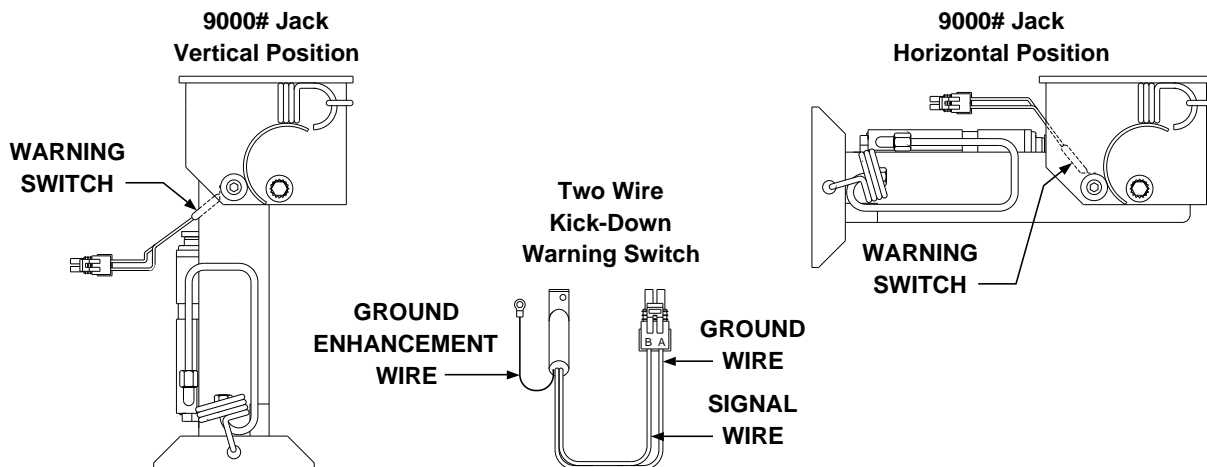 9000# Jack
Vertical Position
9000# Jack
Horizontal Position
WARNING
SWITCH
Two Wire
Kick-Down
Warning Switch
WARNING
SWITCH
GROUND
ENHANCEMENT
WIRE
B A
GROUND
WIRE
SIGNAL
WIRE